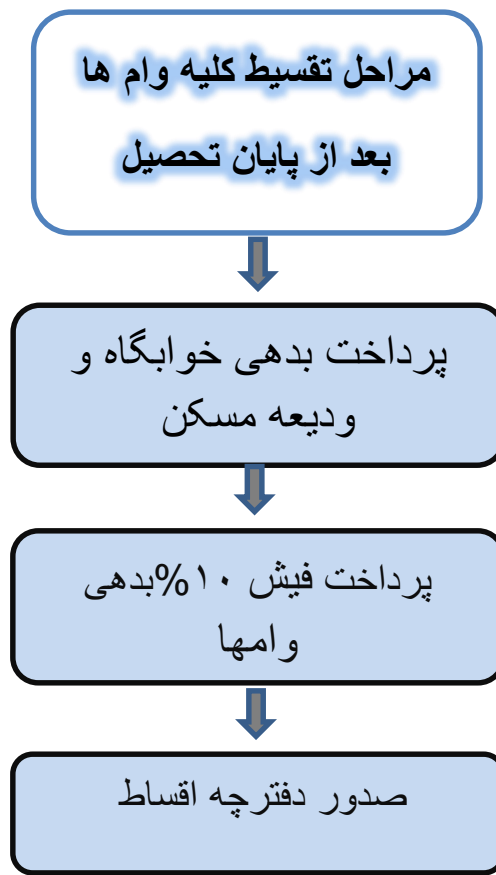 مراحل تقسیط کلیه وام ها
بعد از پایان تحصیل
پرداخت بدهی خوابگاه و
ودیعه مسکن
پرداخت فیش ۱۰%بدهی
وامها
صدور دفترچه اقساط